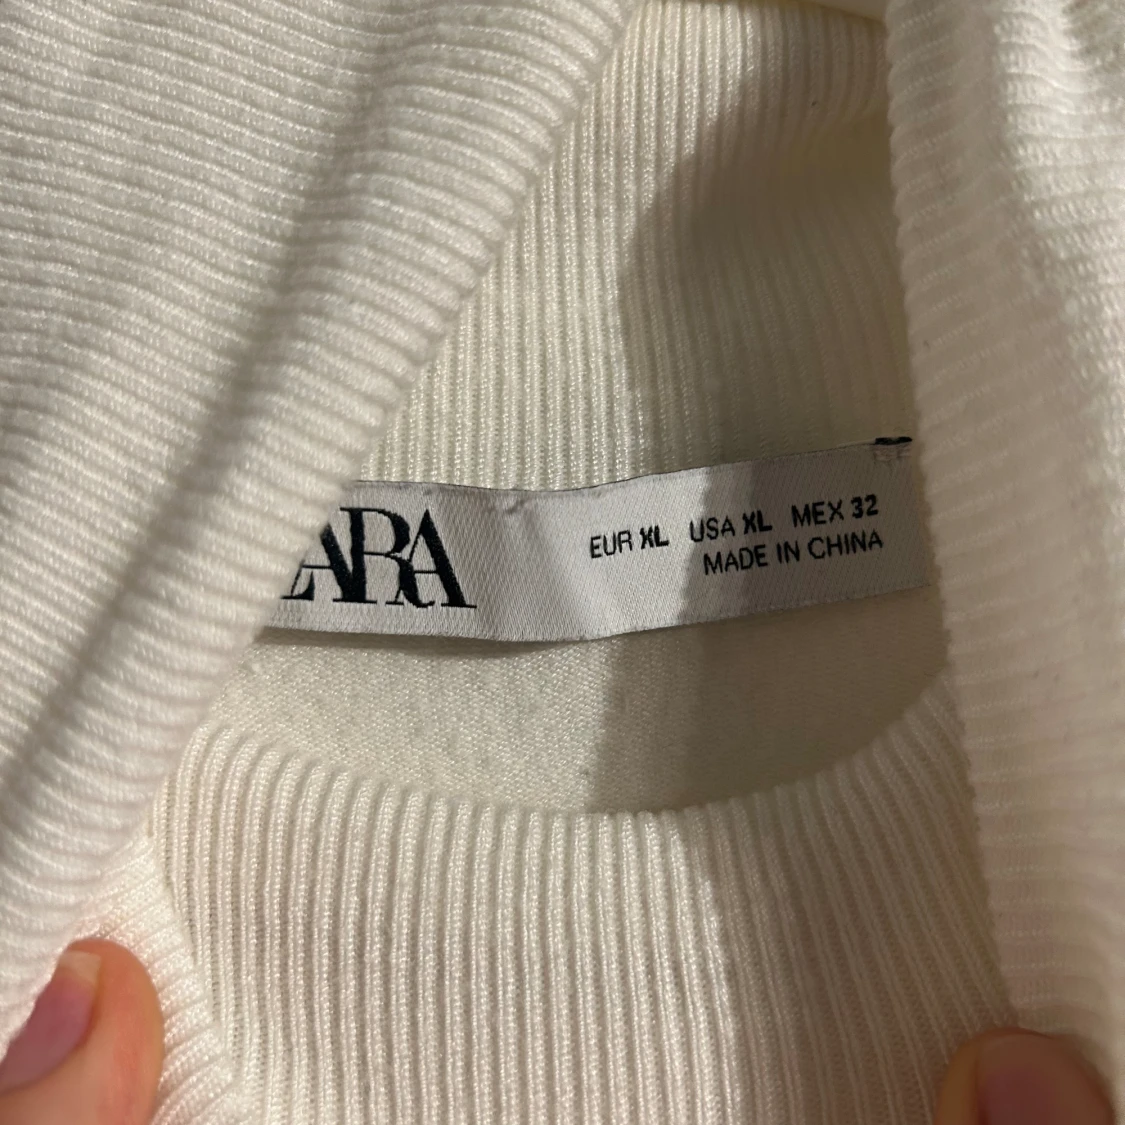 ZARA
EUR XL USA XL MEX 32
MADE IN CHINA